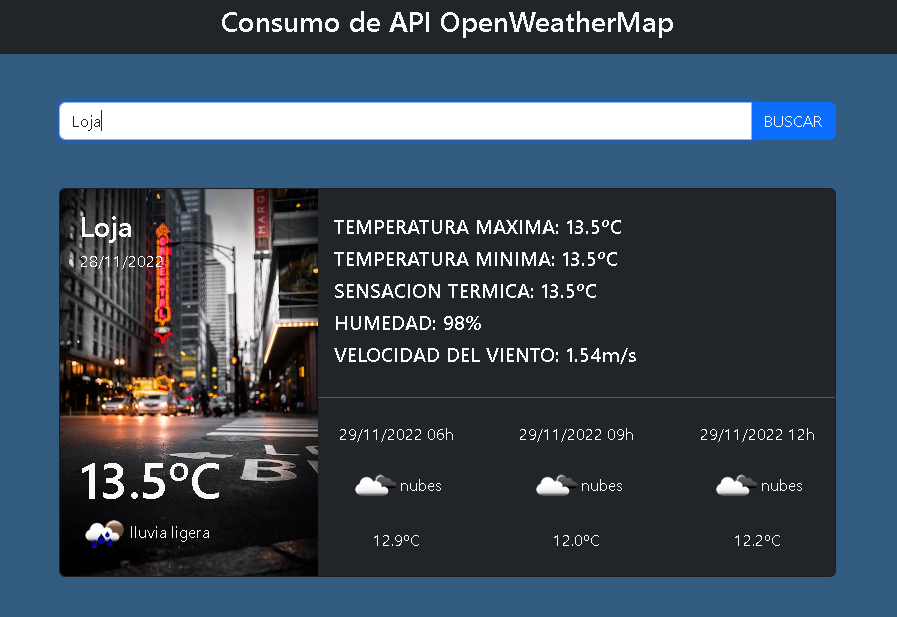 Consumo de API OpenWeatherMap
Loja
BUSCAR
Loja
28/11/2022
13.5ºC
lluvia ligera
TEMPERATURA MAXIMA: 13.5ºC
TEMPERATURA MINIMA: 13.5ºC
SENSACION TERMICA: 13.5ºC
HUMEDAD: 98%
VELOCIDAD DEL VIENTO: 1.54m/s
29/11/2022 06h
nubes
12.9ºC
29/11/2022 09h
nubes
12.0ºC
29/11/2022 12h
nubes
12.2ºC